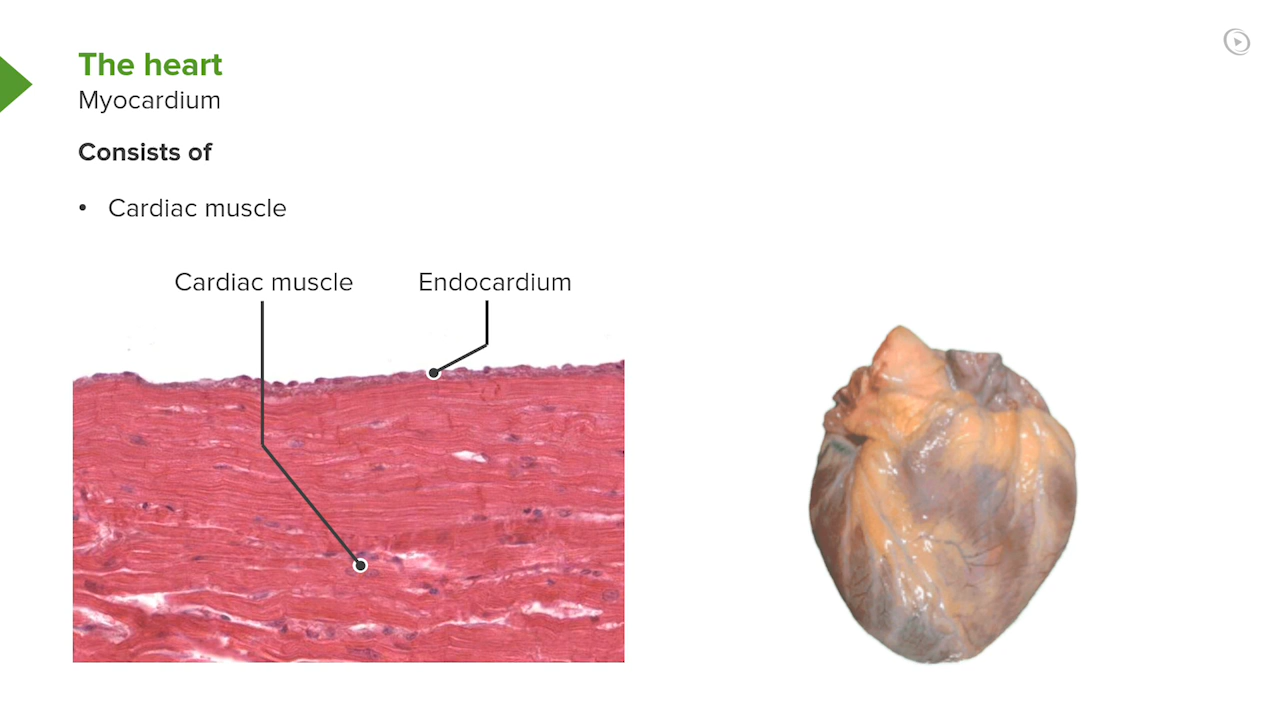 The heart
Myocardium
Consists of
• Cardiac muscle
Cardiac muscle
Endocardium